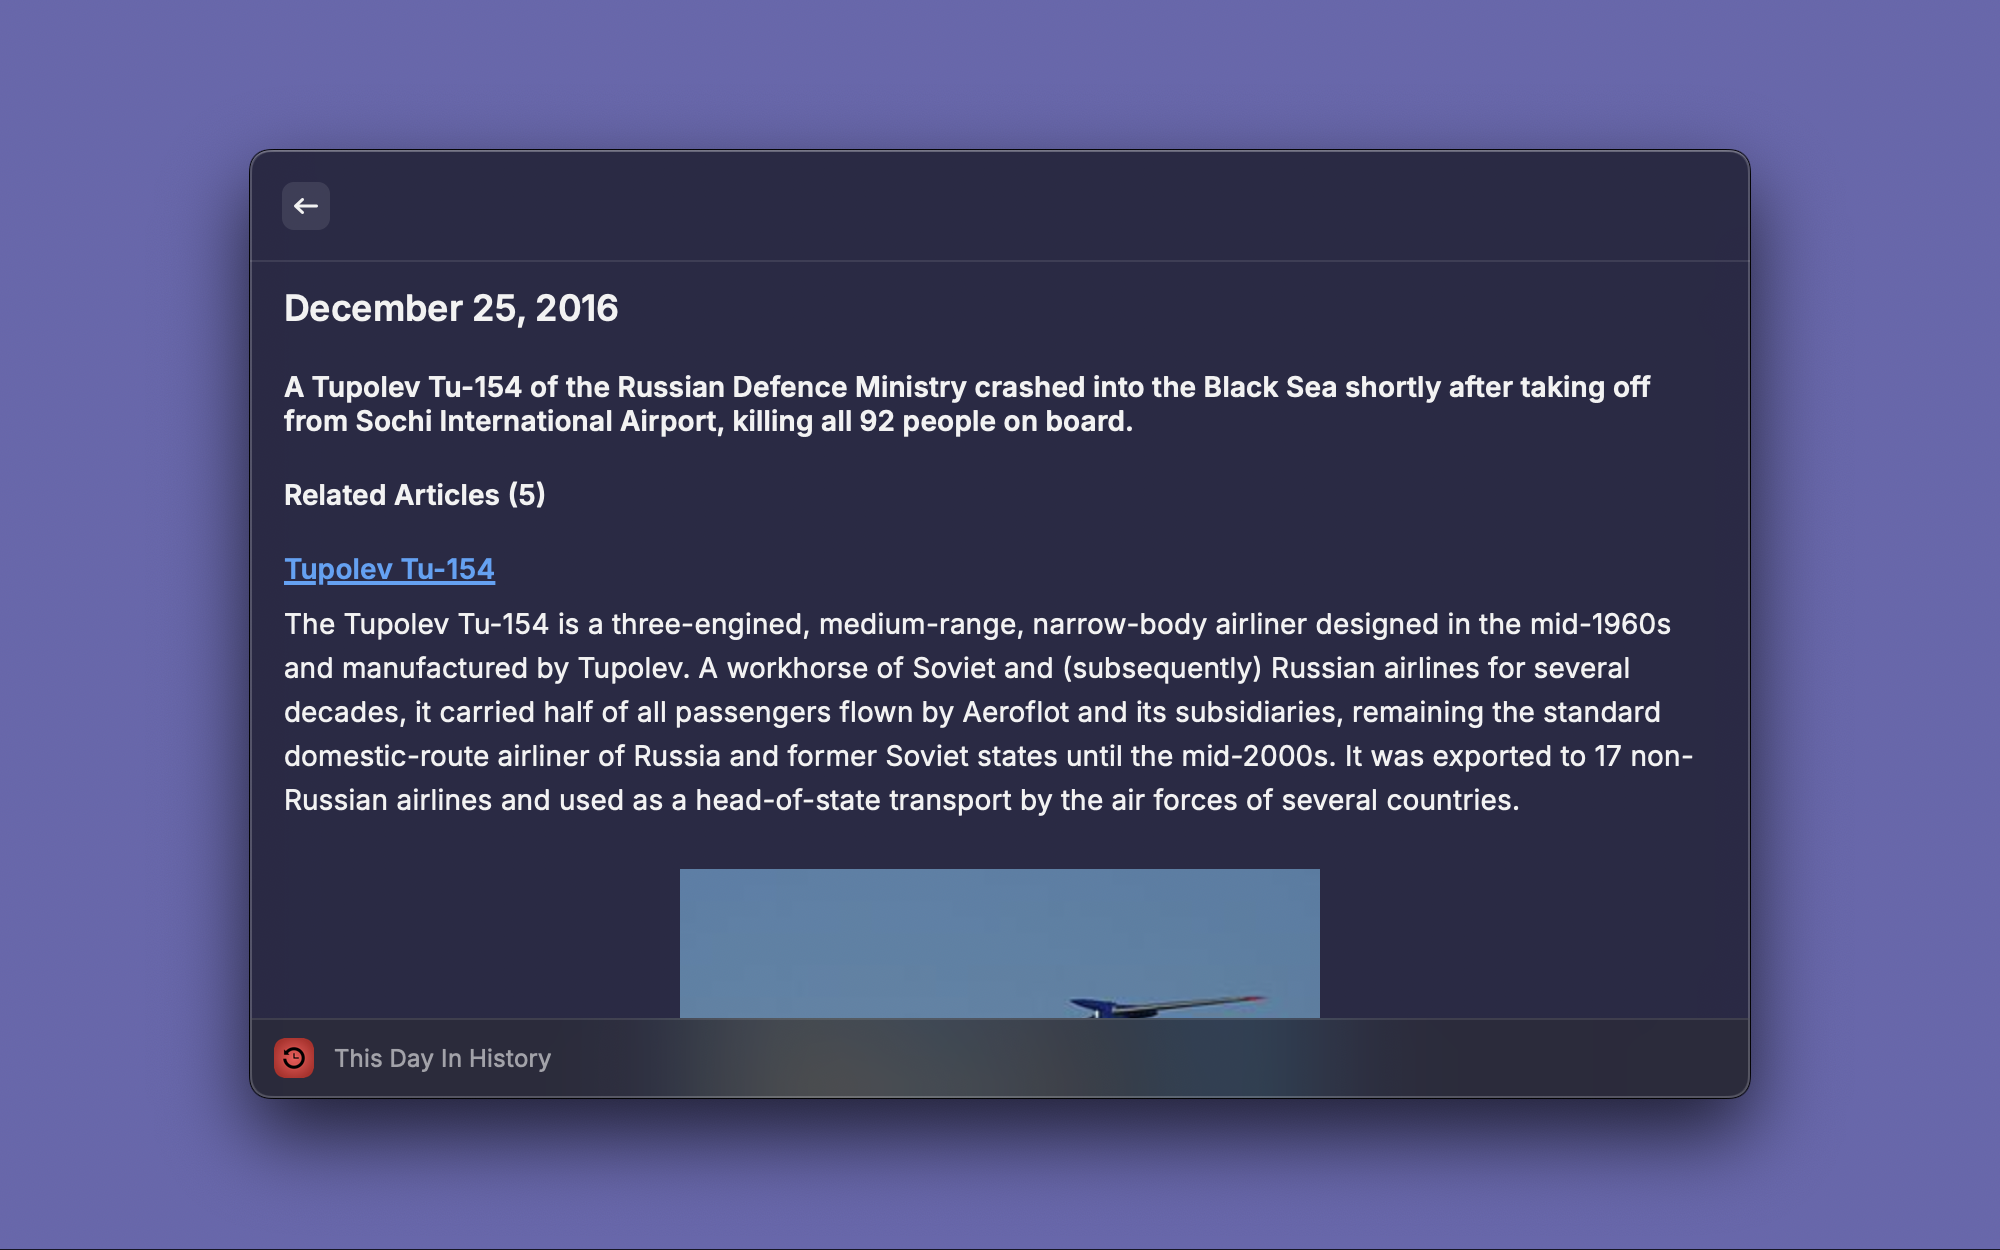 December 25, 2016
A Tupolev Tu-154 of the Russian Defence Ministry crashed into the Black Sea shortly after taking off
from Sochi International Airport, killing all 92 people on board.
Related Articles (5)
Tupolev Tu-154
The Tupolev Tu-154 is a three-engined, medium-range, narrow-body airliner designed in the mid-1960s
and manufactured by Tupolev. A workhorse of Soviet and (subsequently) Russian airlines for several
decades, it carried half of all passengers flown by Aeroflot and its subsidiaries, remaining the standard
domestic-route airliner of Russia and former Soviet states until the mid-2000s. It was exported to 17 non-
Russian airlines and used as a head-of-state transport by the air forces of several countries.
This Day In History